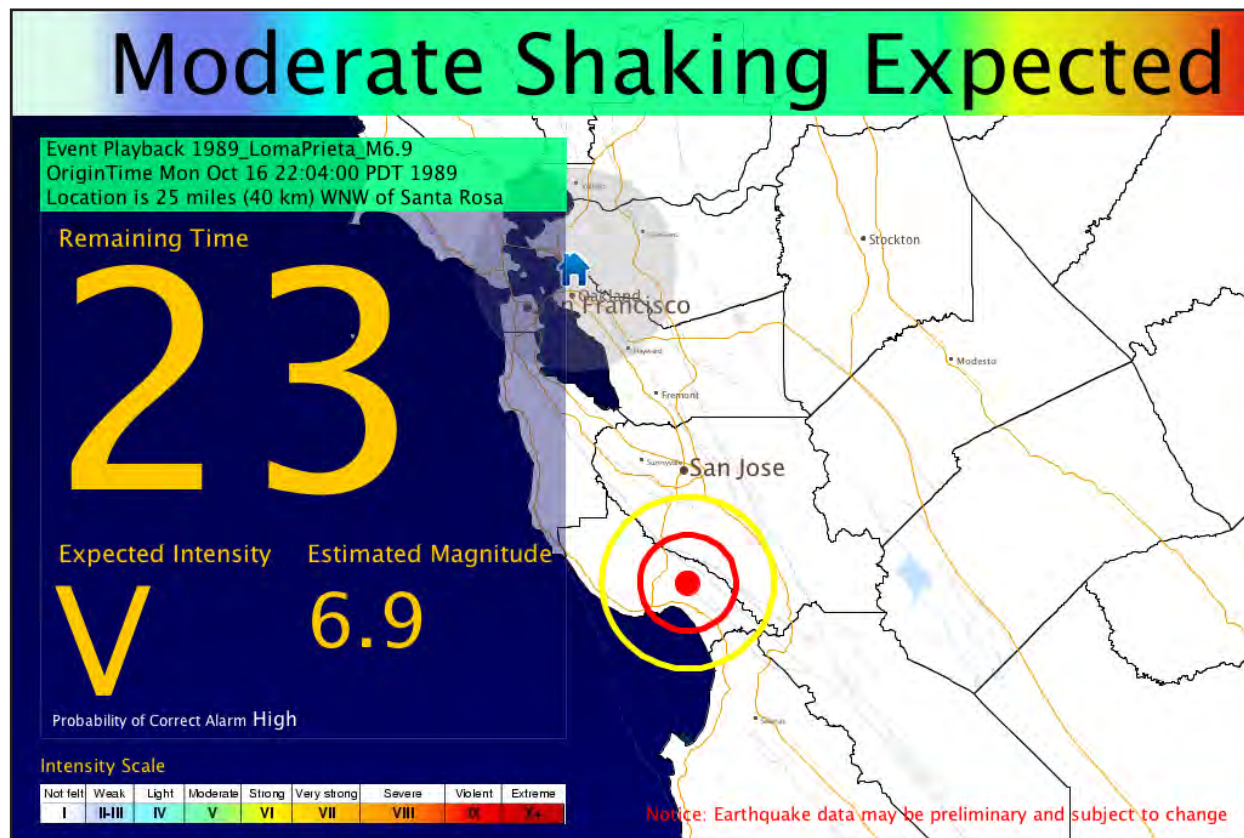 Moderate Shaking Expected
Event Playback 1989_LomaPrieta_M6.9
OriginTime Mon Oct 16 22:04:00 PDT 1989
Location is 25 miles (40 km) WNW of Santa Rosa
Remaining Time
23
Expected Intensity
V
Estimated Magnitude
6.9
Probability of Correct Alarm High
Vallejo
Stockton
Oakland
San Francisco
Hayward
Modesto
Fremont
Sunnyvale
San Jose
Salinas
Intensity Scale
Not felt Weak Light Moderate Strong Very strong Severe Violent Extreme
I II-III IV V VI VII VIII IX X+
Notice: Earthquake data may be preliminary and subject to change